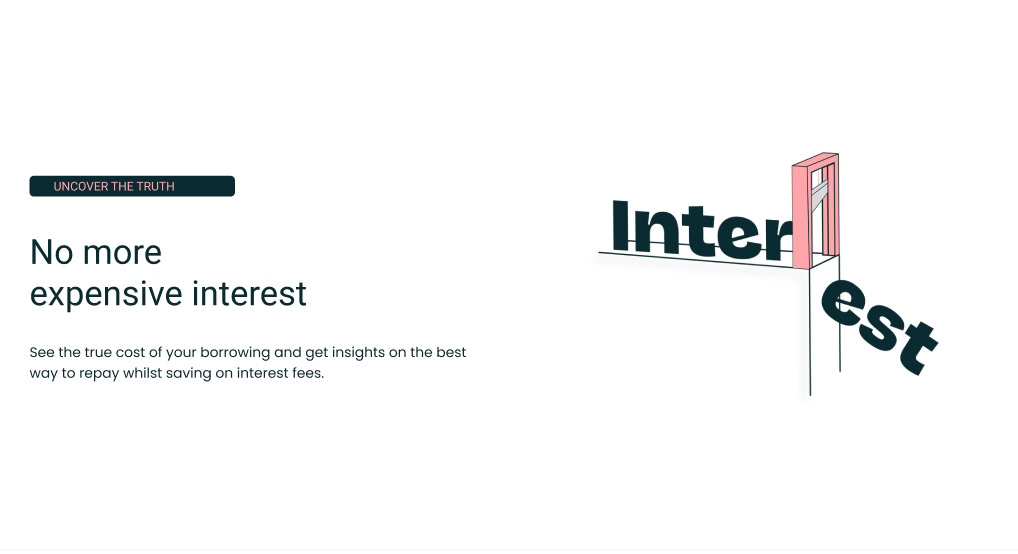 UNCOVER THE TRUTH
No more
expensive interest
See the true cost of your borrowing and get insights on the best
way to repay whilst saving on interest fees.
Inter
est